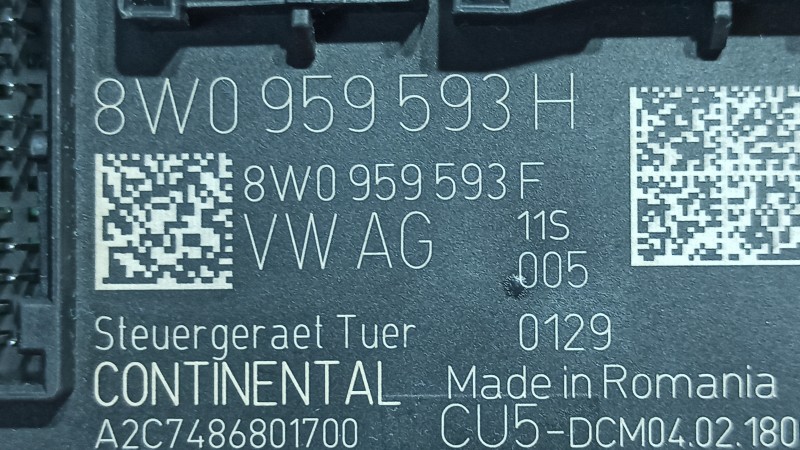 8W0 959 593 H
8W0 959 593 F
VW AG 11S
005
Steuergeraet Tuer 0129
CONTINENTAL Made in Romania
A2C7486801700 CU5-DCM04.02.180